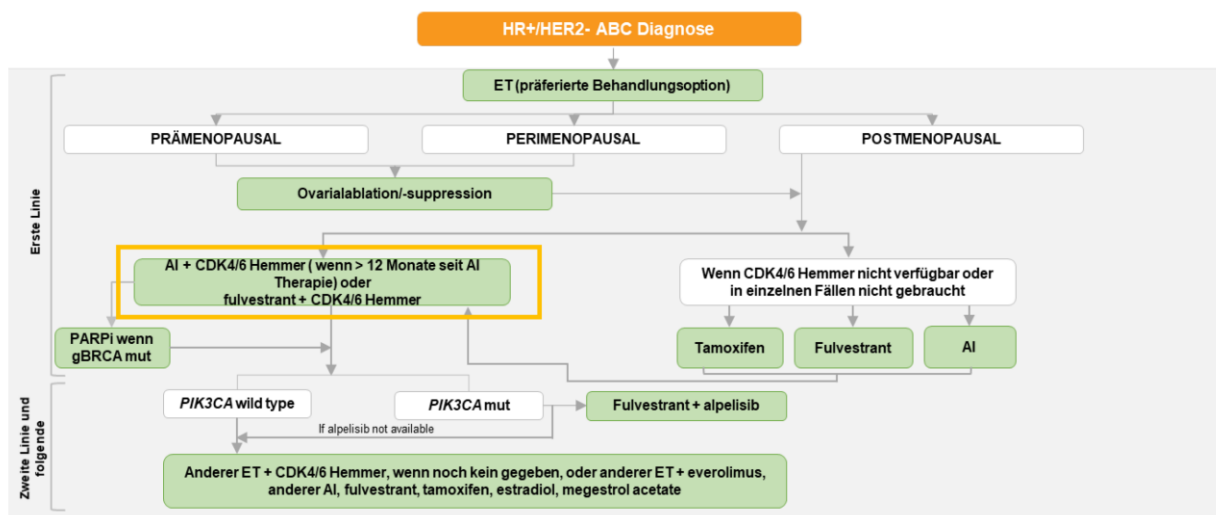 HR+/HER2- ABC Diagnose
ET (präferierte Behandlungsoption)
PRÄMENOPAUSAL
PERIMENOPAUSAL
POSTMENOPAUSAL
Ovarialablation/-suppression
Erste Linie
AI + CDK4/6 Hemmer ( wenn > 12 Monate seit AI
Therapie) oder
fulvestrant + CDK4/6 Hemmer
Wenn CDK4/6 Hemmer nicht verfügbar oder
in einzelnen Fällen nicht gebraucht
PARPi wenn
gBRCA mut
Tamoxifen
Fulvestrant
AI
Zweite Linie und
folgende
PIK3CA wild type
PIK3CA mut
Fulvestrant + alpelisib
If alpelisib not available
Anderer ET + CDK4/6 Hemmer, wenn noch kein gegeben, oder anderer ET + everolimus,
anderer AI, fulvestrant, tamoxifen, estradiol, megestrol acetate